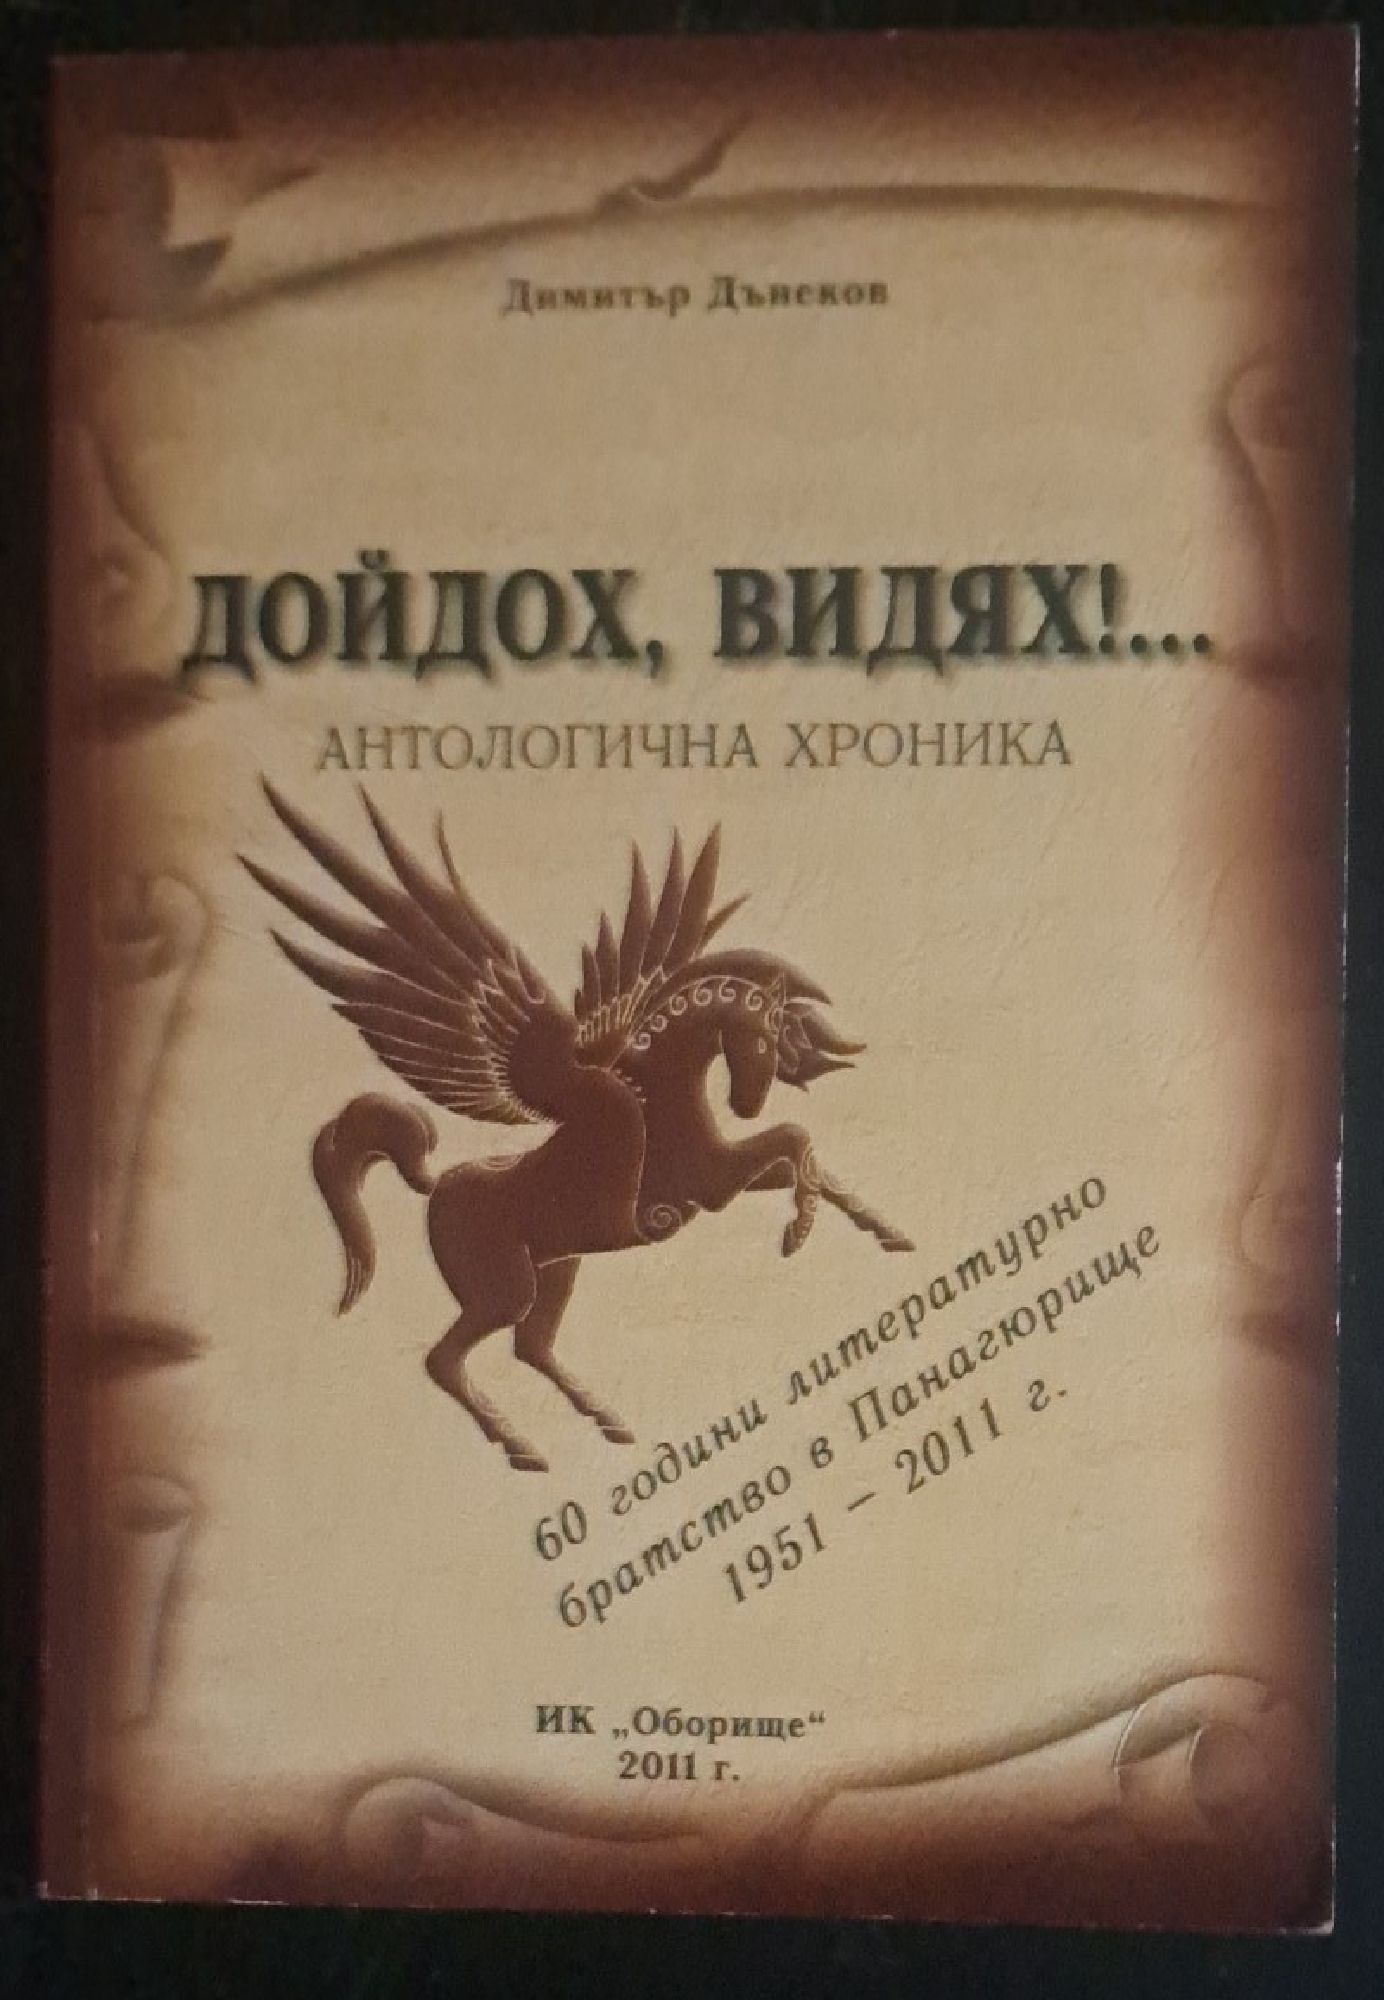 Димитър Дънеков
ДОЙДОХ, ВИДЯХ!...
АНТОЛОГИЧНА ХРОНИКА
60 години литературно
братство в Панагюрище
1951 – 2011 г.
ИК „Оборище“
2011 г.